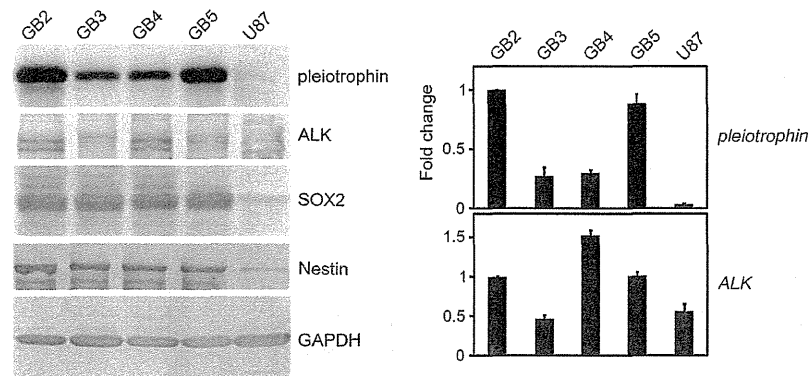 GB2 GB3 GB4 GB5 U87
pleiotrophin
ALK
SOX2
Nestin
GAPDH
GB2 GB3 GB4 GB5 U87
Fold change
1
0.5
0
pleiotrophin
1.5
1
0.5
0
ALK